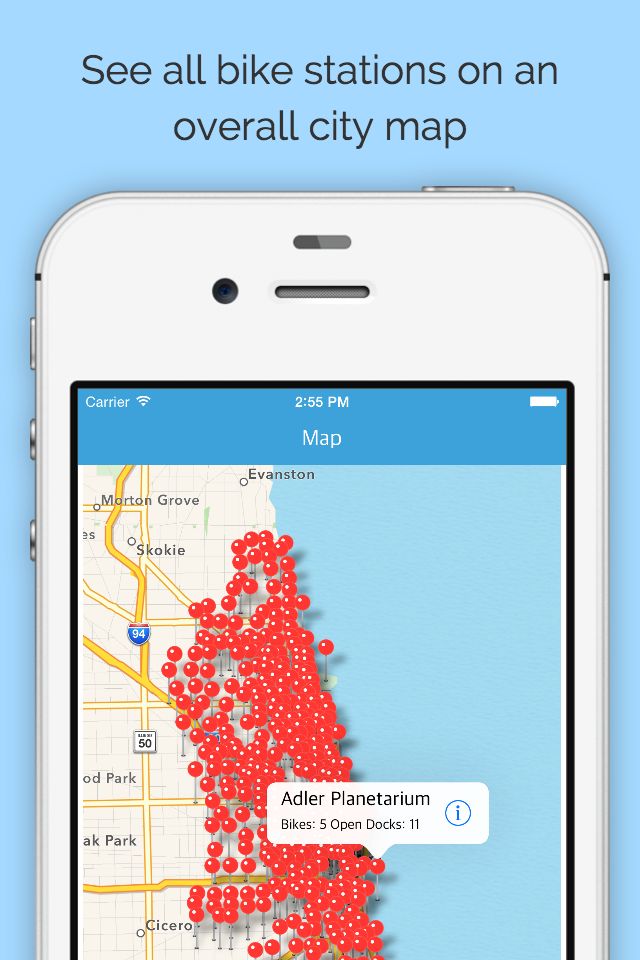 See all bike stations on an
overall city map
Carrier 2:55 PM
Map
Evanston
Morton Grove
es
Skokie
94
ILLINOIS
50
od Park
Adler Planetarium
Bikes: 5 Open Docks: 11
i
ak Park
Cicero